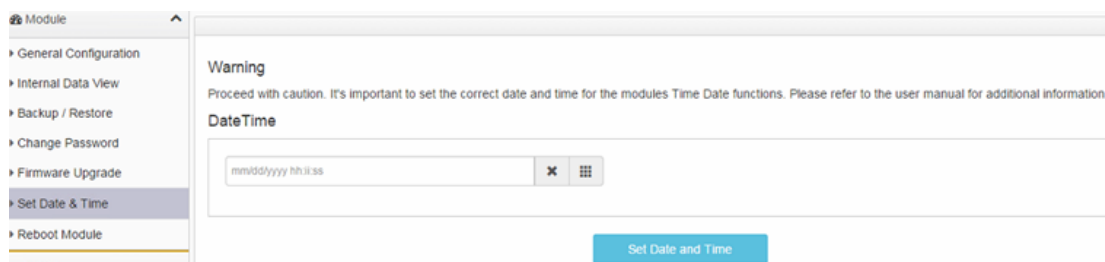 Module
General Configuration
Internal Data View
Backup / Restore
Change Password
Firmware Upgrade
Set Date & Time
Reboot Module
Warning
Proceed with caution. It's important to set the correct date and time for the modules Time Date functions. Please refer to the user manual for additional information
DateTime
mm/dd/yyyy hh:ii:ss
Set Date and Time